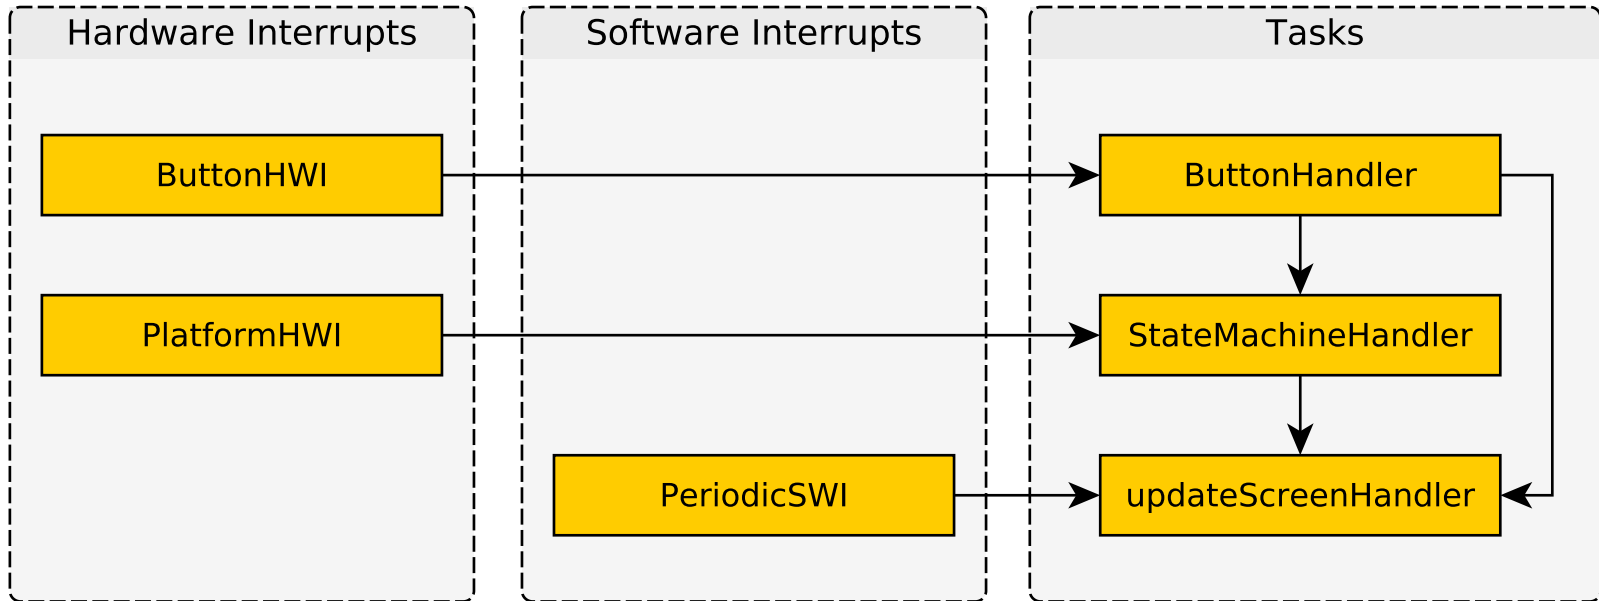 Hardware Interrupts
Software Interrupts
Tasks
ButtonHWI
ButtonHandler
PlatformHWI
StateMachineHandler
PeriodicSWI
updateScreenHandler